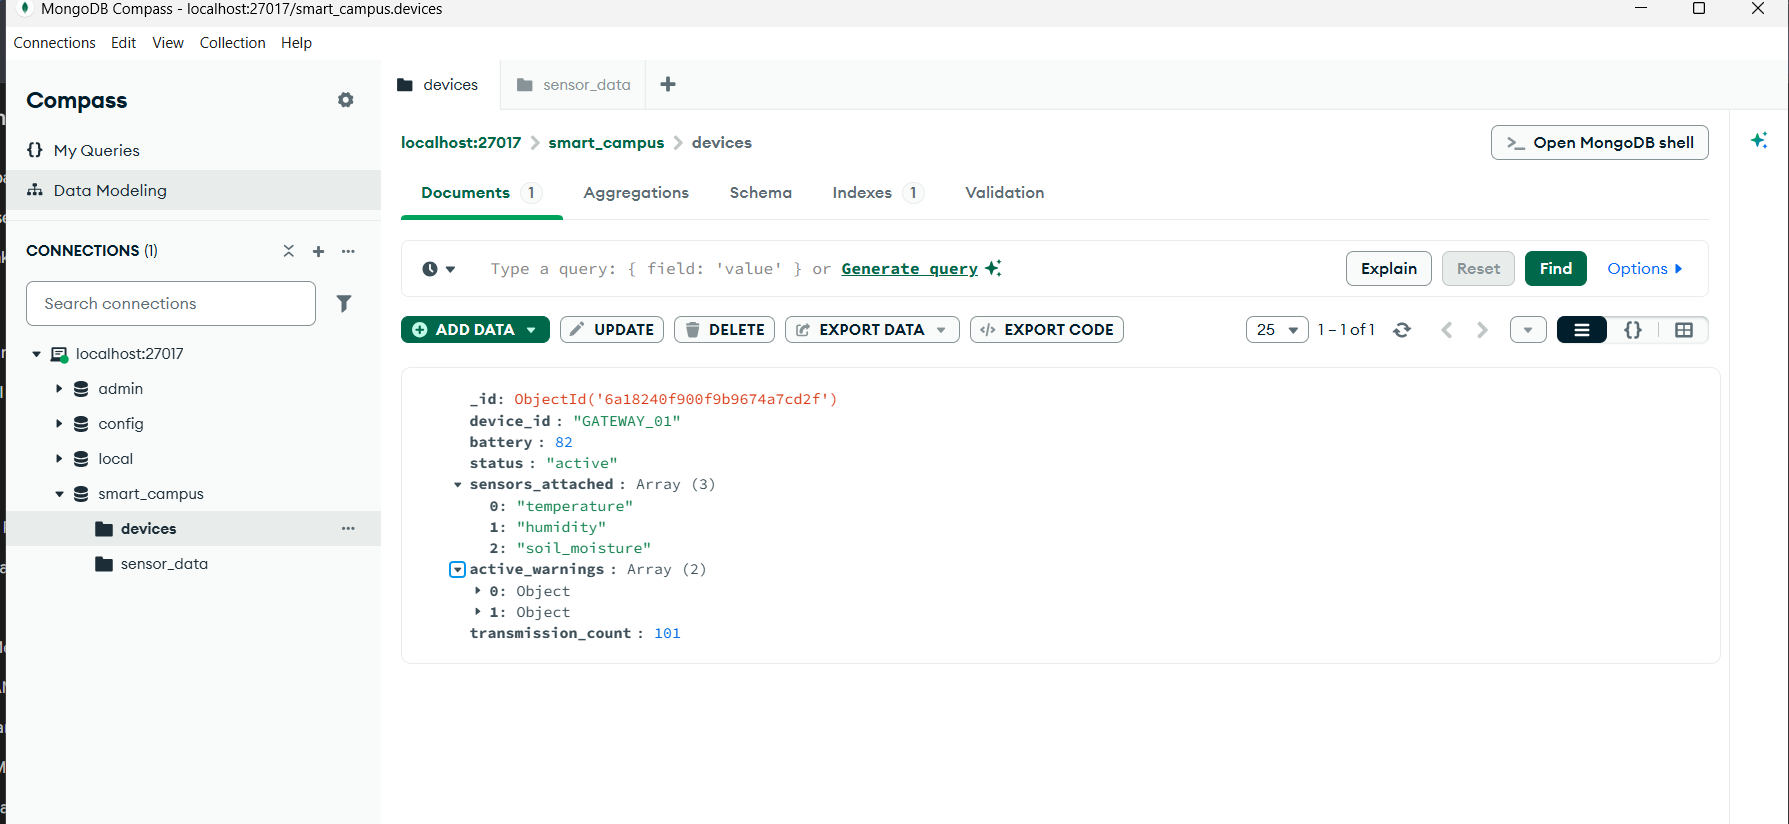 MongoDB Compass - localhost:27017/smart_campus.devices
Connections Edit View Collection Help
Compass
My Queries
Data Modeling
CONNECTIONS (1)
Search connections
localhost:27017
admin
config
local
smart_campus
devices
sensor_data
devices sensor_data
localhost:27017 > smart_campus > devices
>_ Open MongoDB shell
Documents 1 Aggregations Schema Indexes 1 Validation
Type a query: { field: 'value' } or Generate query
Explain Reset Find Options
ADD DATA UPDATE DELETE EXPORT DATA EXPORT CODE
25 1 – 1 of 1
_id: ObjectId('6a18240f900f9b9674a7cd2f')
device_id : "GATEWAY_01"
battery : 82
status : "active"
sensors_attached : Array (3)
0: "temperature"
1: "humidity"
2: "soil_moisture"
active_warnings : Array (2)
0: Object
1: Object
transmission_count : 101